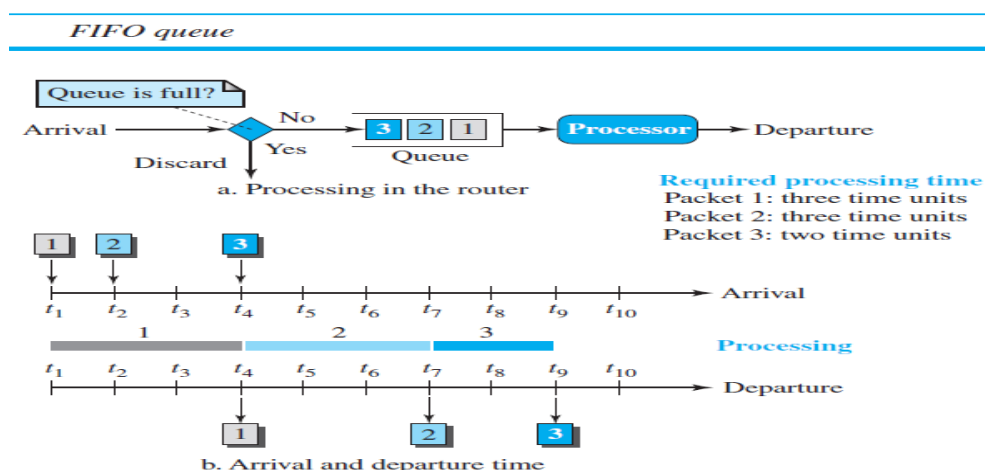 FIFO queue
Queue is full?
Arrival
No
Yes
Discard
3 2 1
Queue
Processor
Departure
a. Processing in the router
Required processing time
Packet 1: three time units
Packet 2: three time units
Packet 3: two time units
1 2 3
t1 t2 t3 t4 t5 t6 t7 t8 t9 t10
Arrival
1 2 3
Processing
t1 t2 t3 t4 t5 t6 t7 t8 t9 t10
Departure
1 2 3
b. Arrival and departure time